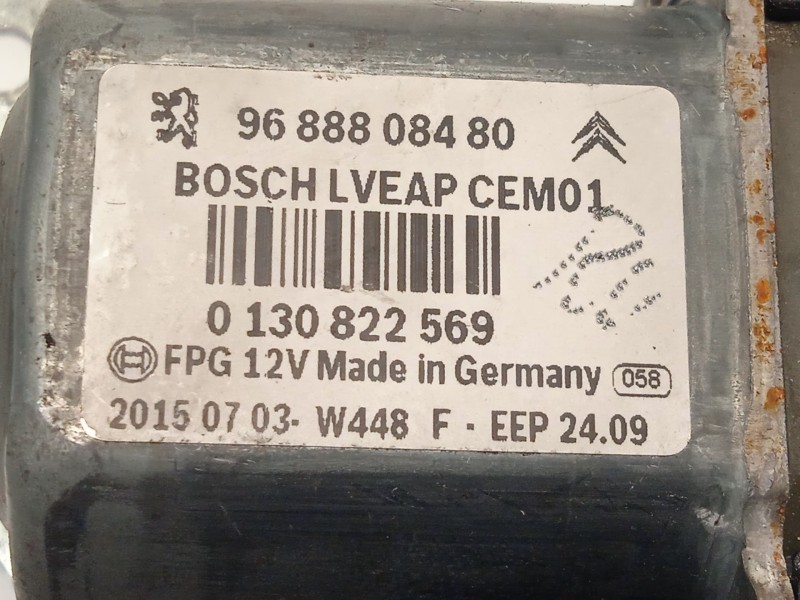 96 888 084 80
BOSCH LVEAP CEM01
0 130 822 569
FPG 12V Made in Germany 058
2015 07 03- W448 F - EEP 24.09